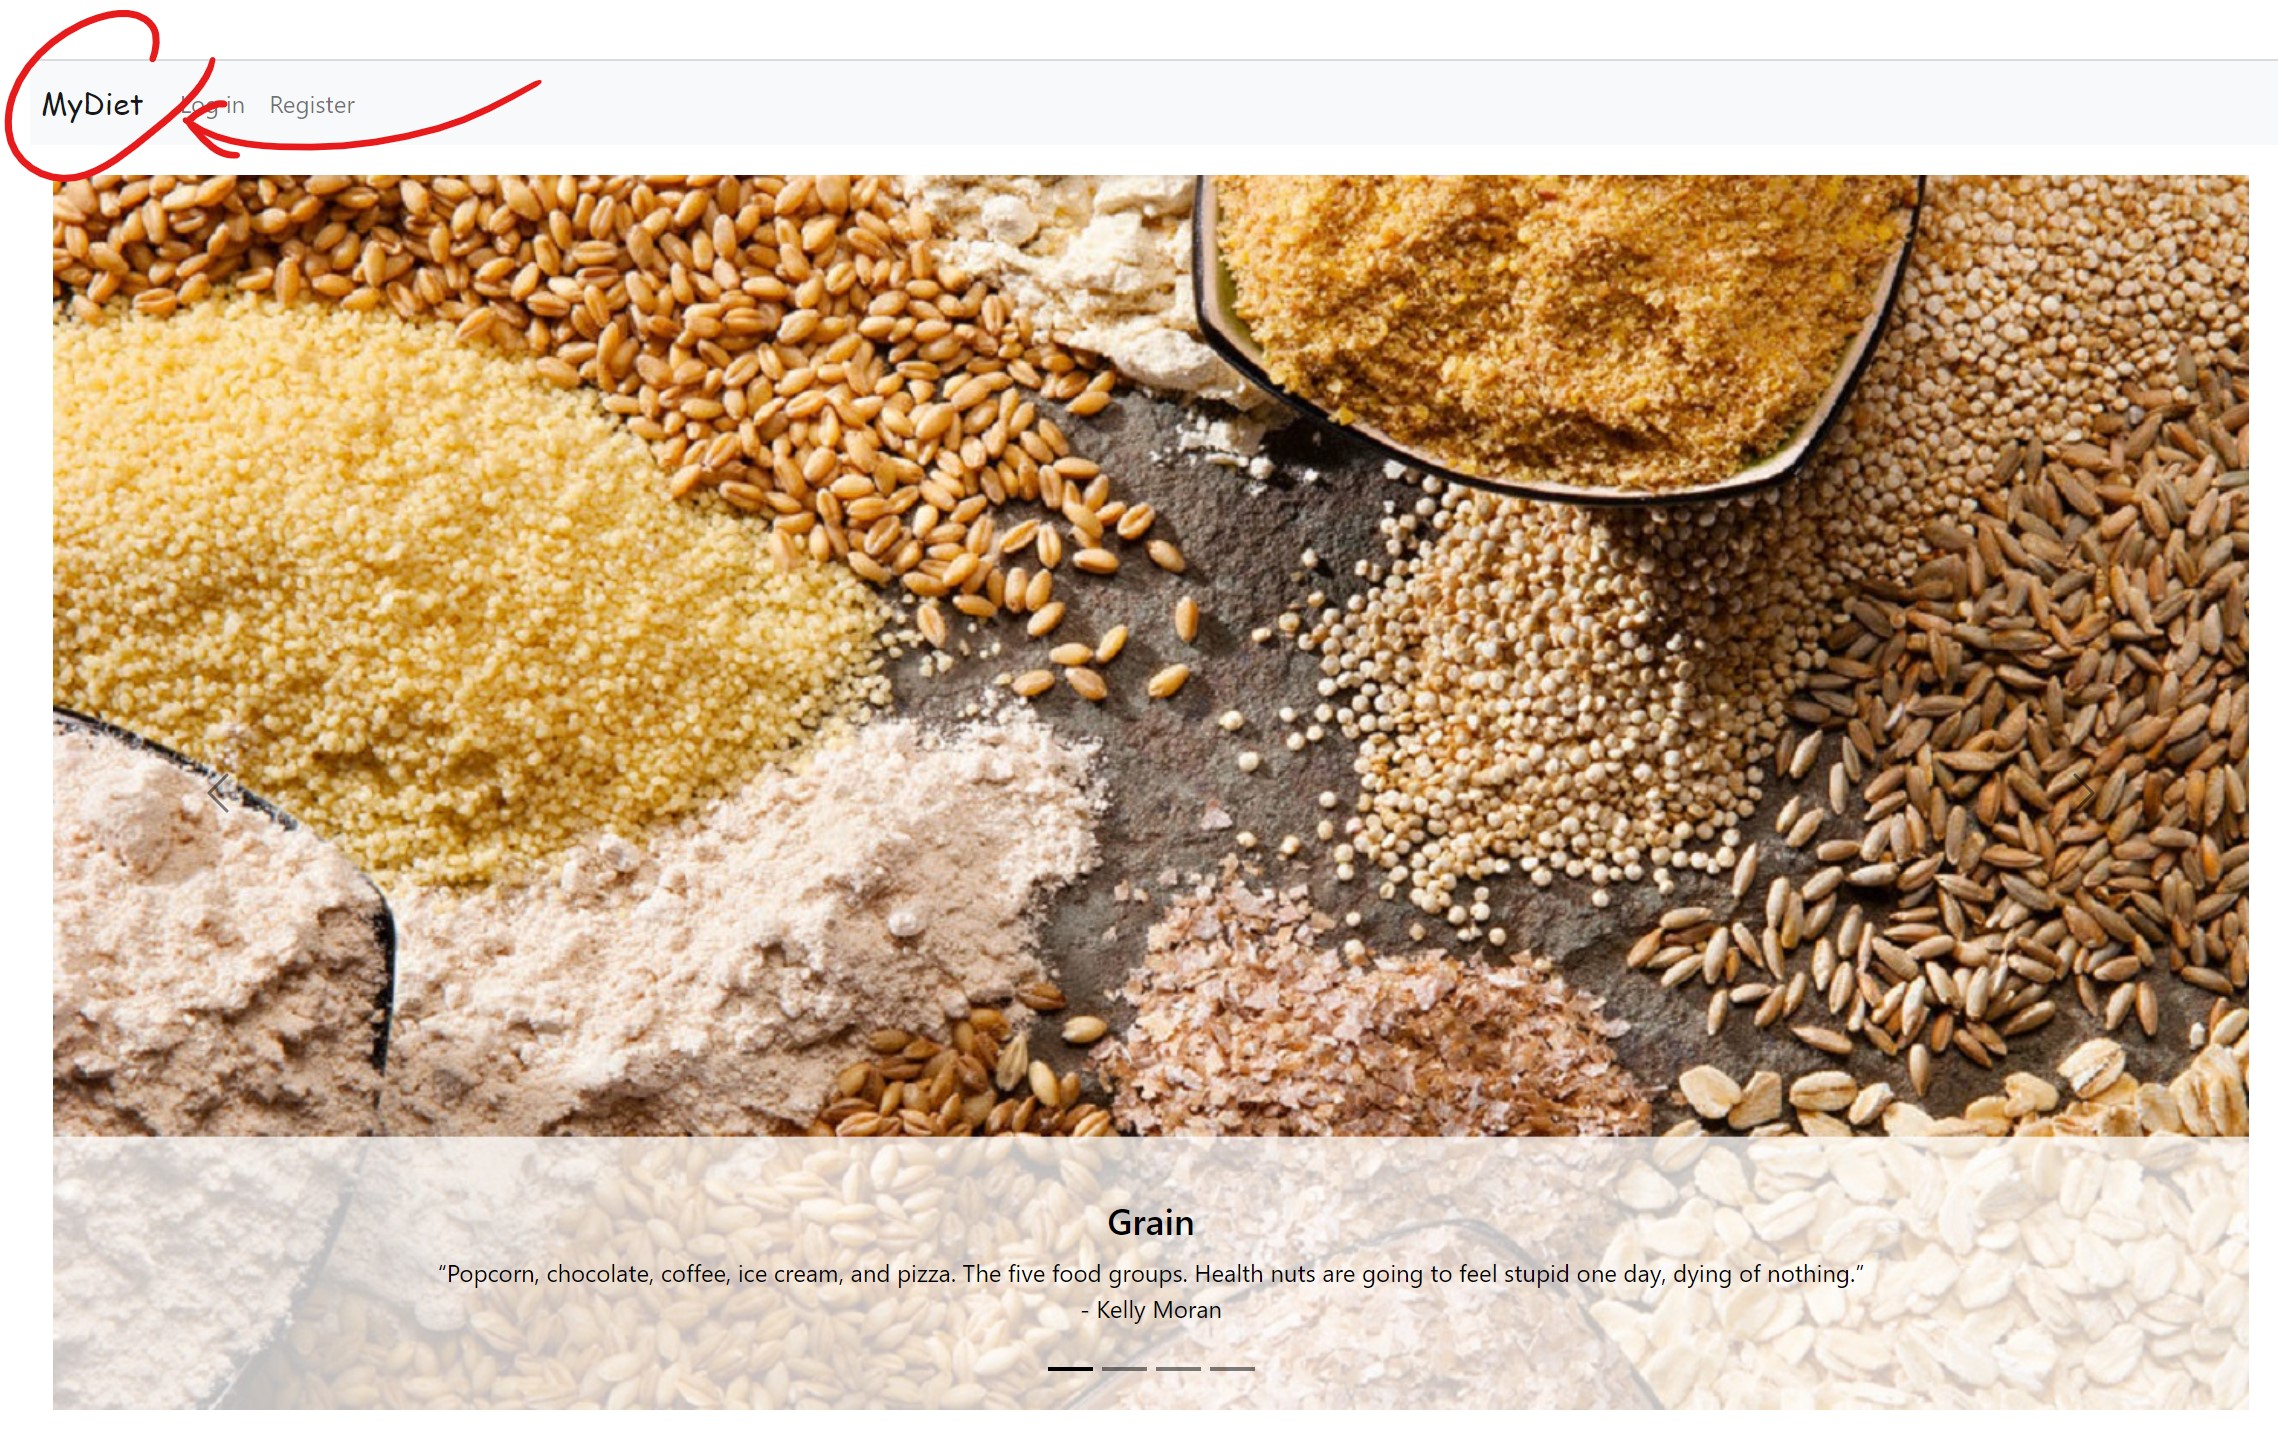 MyDiet Log in Register
Grain
“Popcorn, chocolate, coffee, ice cream, and pizza. The five food groups. Health nuts are going to feel stupid one day, dying of nothing.”
- Kelly Moran